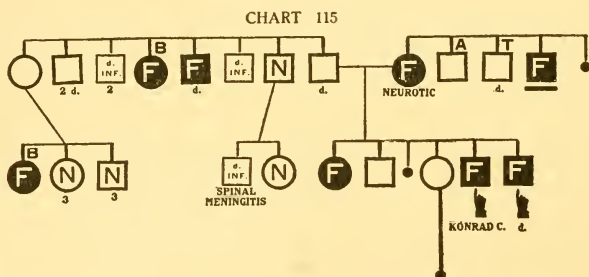 CHART 115
B A T
d. INF. F F d. INF. N F F
2 d. 2 d. d. NEUROTIC d.
B
F N N d. INF. N F F F
3 3 SPINAL
MENINGITIS KONRAD C. d.